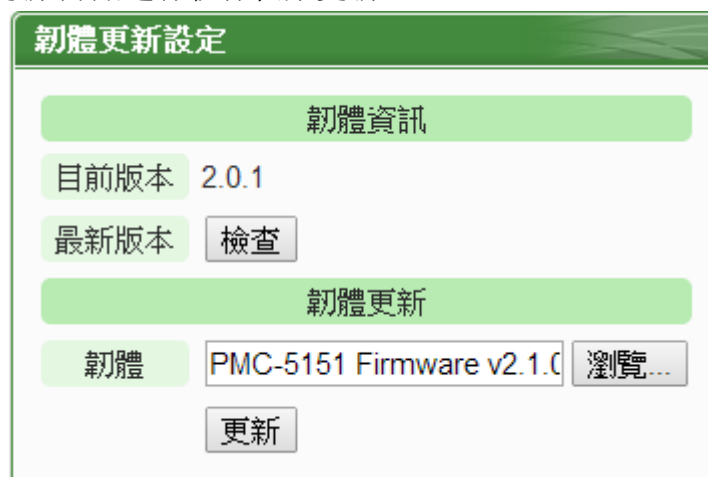 韌體更新設定
韌體資訊
目前版本 2.0.1
最新版本 檢查
韌體更新
韌體 PMC-5151 Firmware v2.1.0 瀏覽...
更新